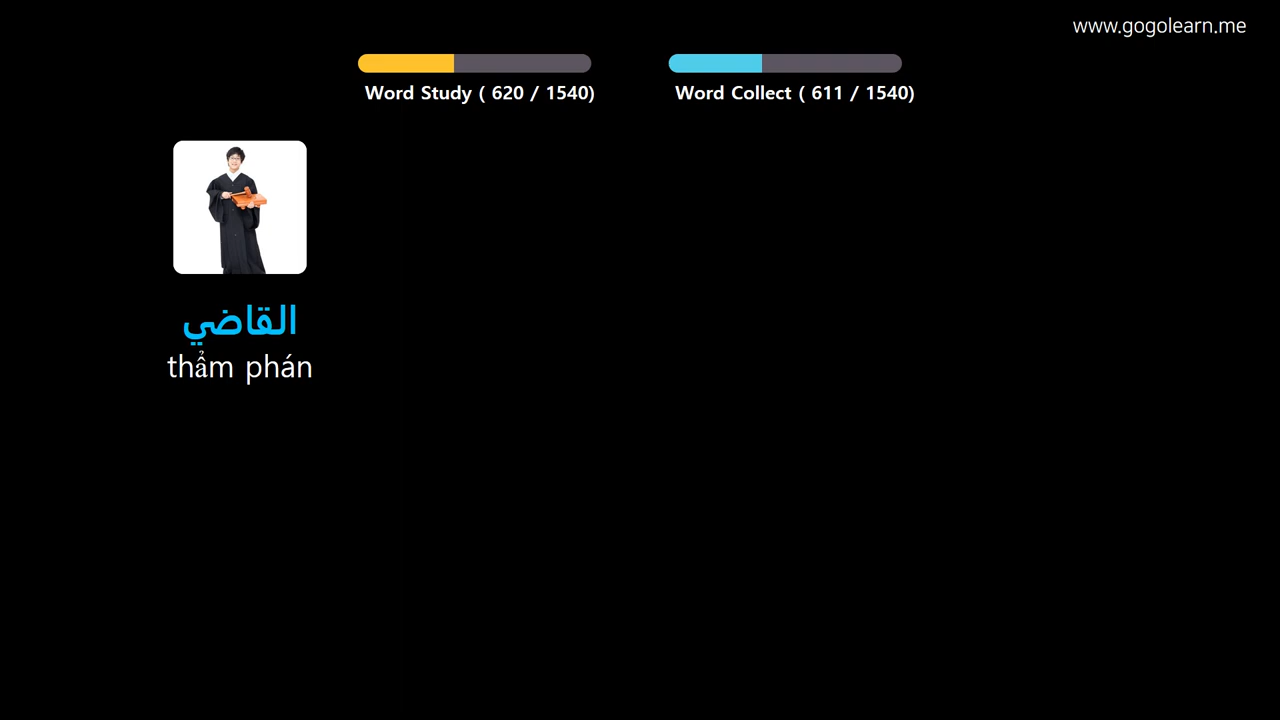 www.gogolearn.me
Word Study ( 620 / 1540)
Word Collect ( 611 / 1540)
القاضي
thẩm phán